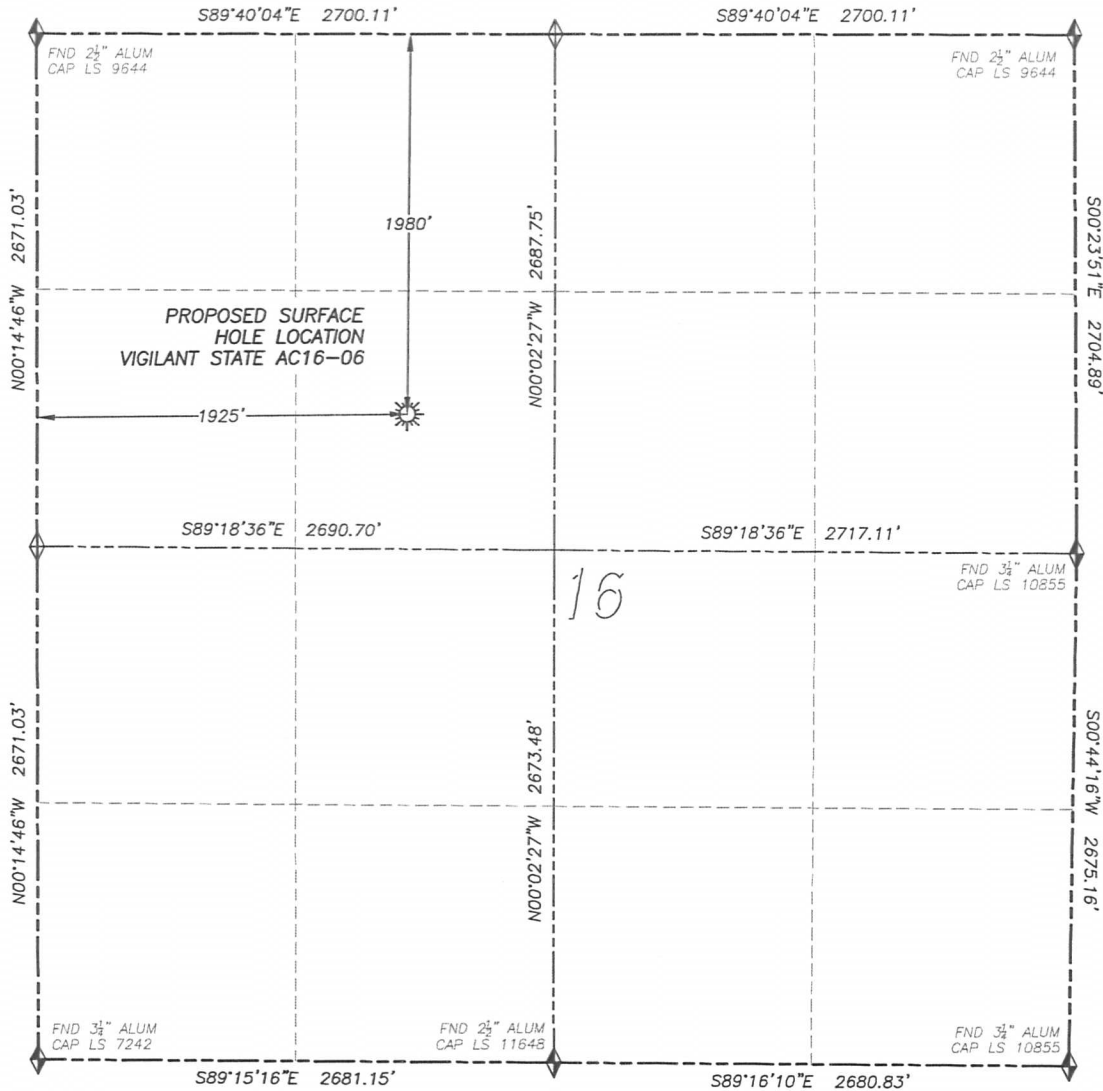 S89°40'04"E 2700.11'
S89°40'04"E 2700.11'
FND 2½" ALUM
CAP LS 9644
FND 2½" ALUM
CAP LS 9644
N00°14'46"W 2671.03'
1980'
N00°02'27"W 2687.75'
S00°23'51"E 2704.89'
PROPOSED SURFACE
HOLE LOCATION
VIGILANT STATE AC16-06
1925'
S89°18'36"E 2690.70'
S89°18'36"E 2717.11'
FND 3¼" ALUM
CAP LS 10855
16
N00°14'46"W 2671.03'
N00°02'27"W 2673.48'
S00°44'16"W 2675.16'
FND 3¼" ALUM
CAP LS 7242
FND 2½" ALUM
CAP LS 11648
FND 3¼" ALUM
CAP LS 10855
S89°15'16"E 2681.15'
S89°16'10"E 2680.83'